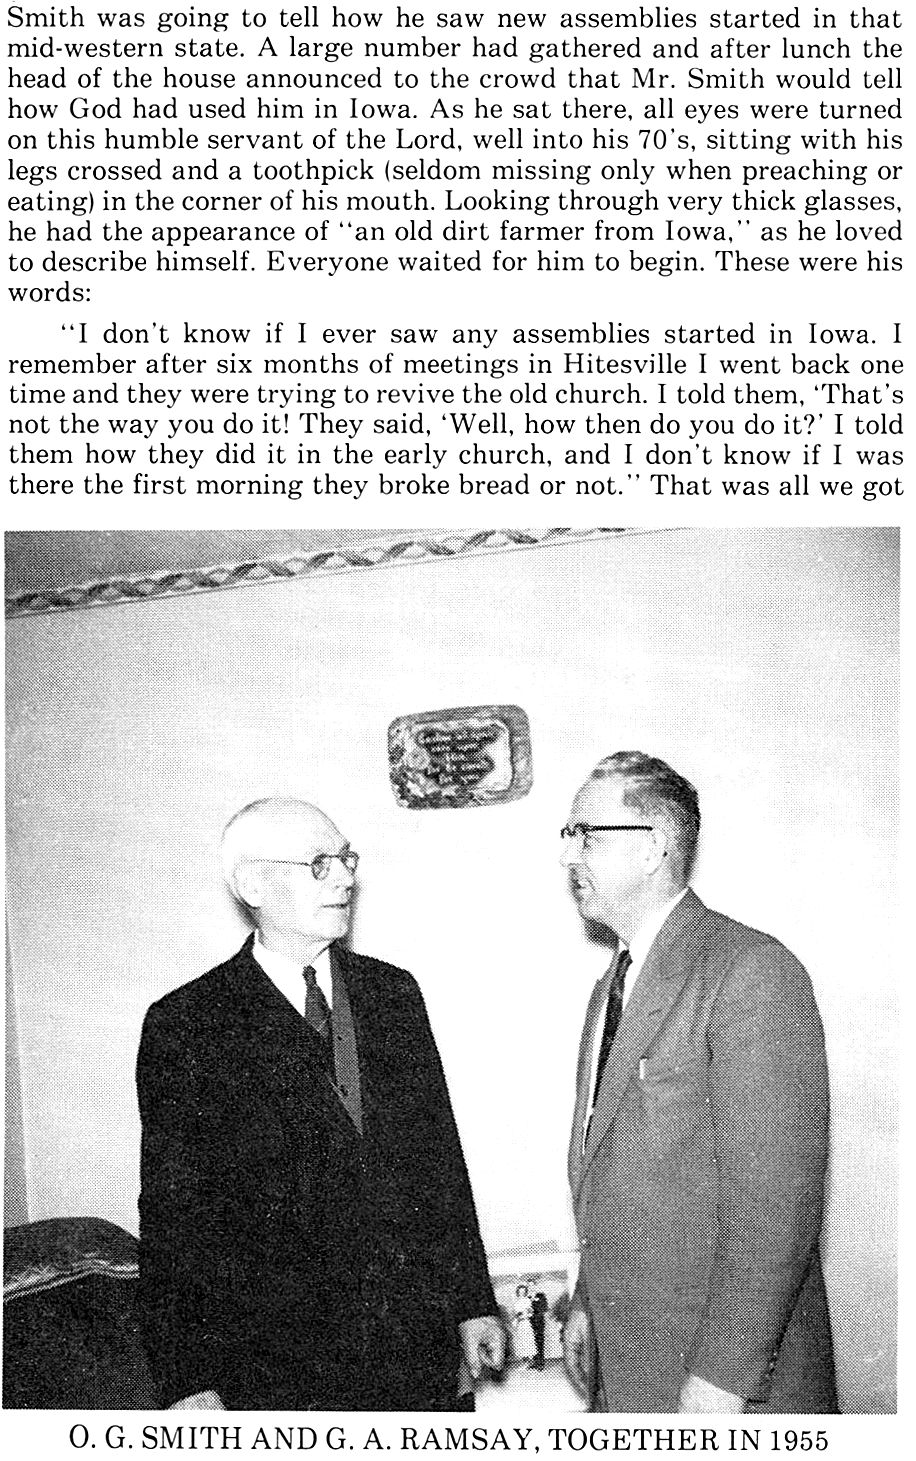 Smith was going to tell how he saw new assemblies started in that
mid-western state. A large number had gathered and after lunch the
head of the house announced to the crowd that Mr. Smith would tell
how God had used him in Iowa. As he sat there, all eyes were turned
on this humble servant of the Lord, well into his 70's, sitting with his
legs crossed and a toothpick (seldom missing only when preaching or
eating) in the corner of his mouth. Looking through very thick glasses,
he had the appearance of "an old dirt farmer from Iowa," as he loved
to describe himself. Everyone waited for him to begin. These were his
words:
"I don't know if I ever saw any assemblies started in Iowa. I
remember after six months of meetings in Hitesville I went back one
time and they were trying to revive the old church. I told them, 'That's
not the way you do it! They said, 'Well, how then do you do it?' I told
them how they did it in the early church, and I don't know if I was
there the first morning they broke bread or not." That was all we got
O. G. SMITH AND G. A. RAMSAY, TOGETHER IN 1955